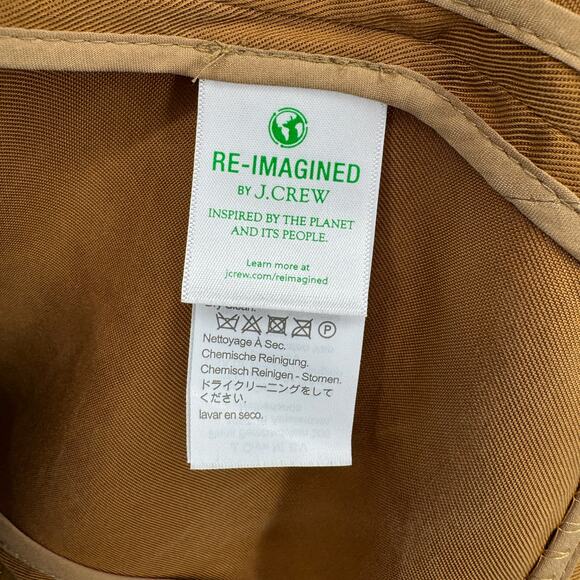 RE-IMAGINED
BY J.CREW
INSPIRED BY THE PLANET
AND ITS PEOPLE.
Learn more at
jcrew.com/reimagined
Dry Clean.
P
Nettoyage À Sec.
Chemische Reinigung.
Chemisch Reinigen - Stomen.
ドライクリーニングをして
ください.
lavar en seco.